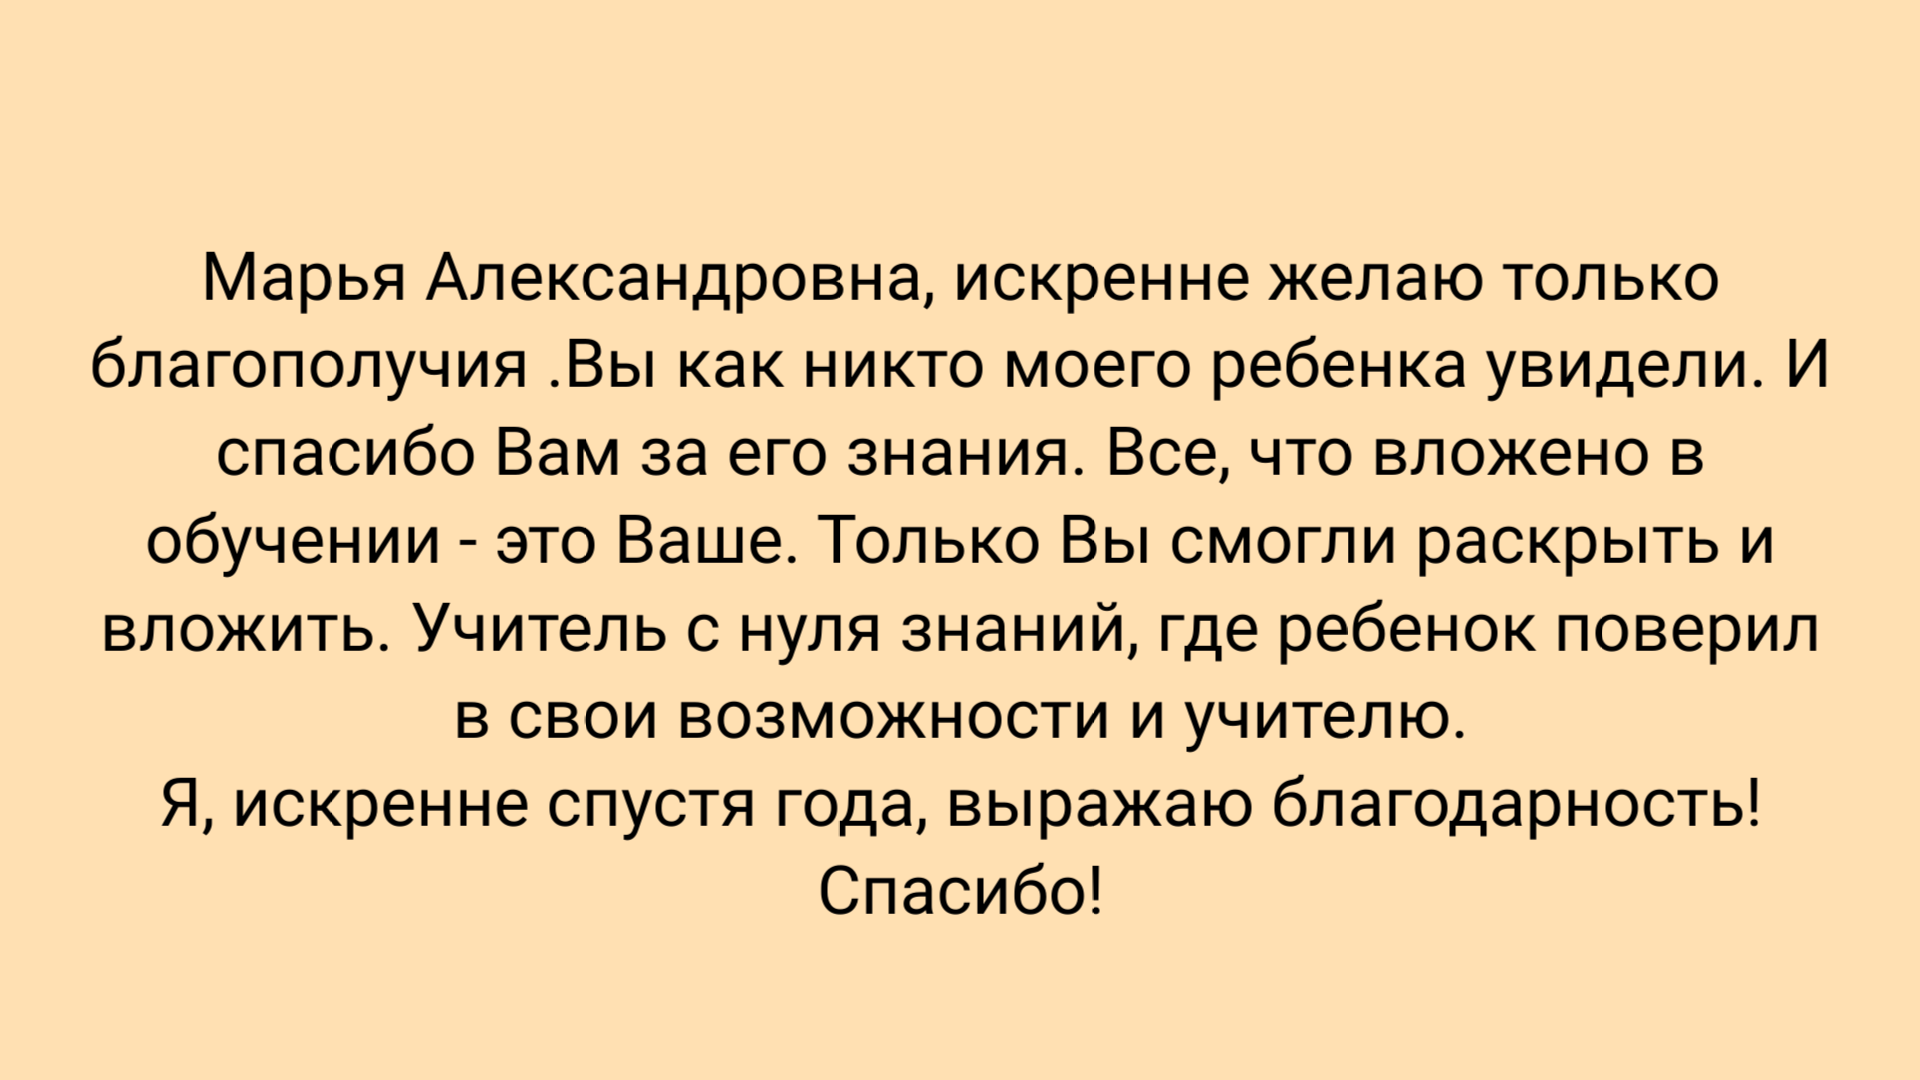 Марья Александровна, искренне желаю только
благополучия .Вы как никто моего ребенка увидели. И
спасибо Вам за его знания. Все, что вложено в
обучении - это Ваше. Только Вы смогли раскрыть и
вложить. Учитель с нуля знаний, где ребенок поверил
в свои возможности и учителю.
Я, искренне спустя года, выражаю благодарность!
Спасибо!